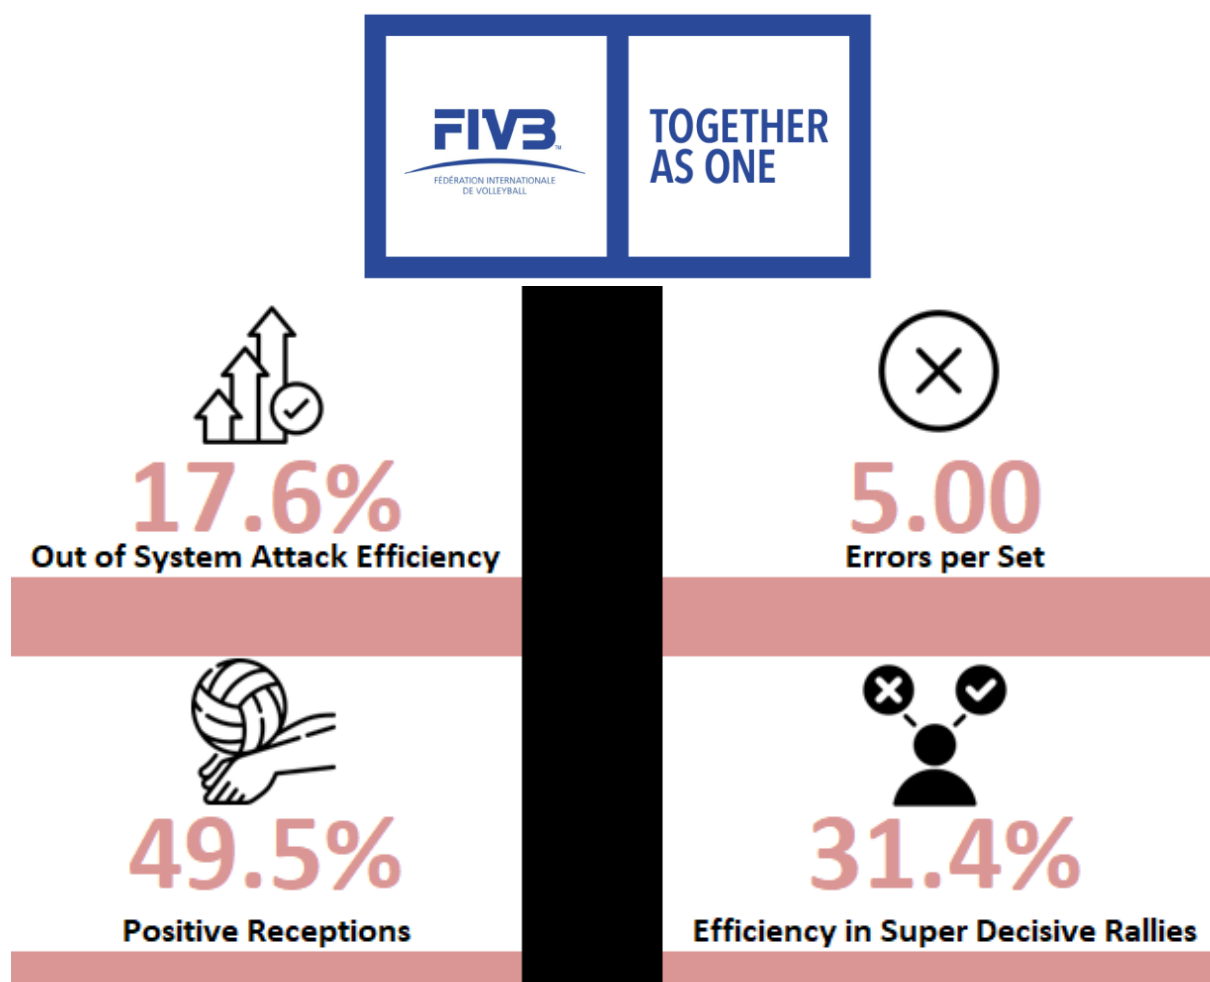 FIVB™
FÉDÉRATION INTERNATIONALE
DE VOLLEYBALL
TOGETHER
AS ONE
17.6%
Out of System Attack Efficiency
5.00
Errors per Set
49.5%
Positive Receptions
31.4%
Efficiency in Super Decisive Rallies